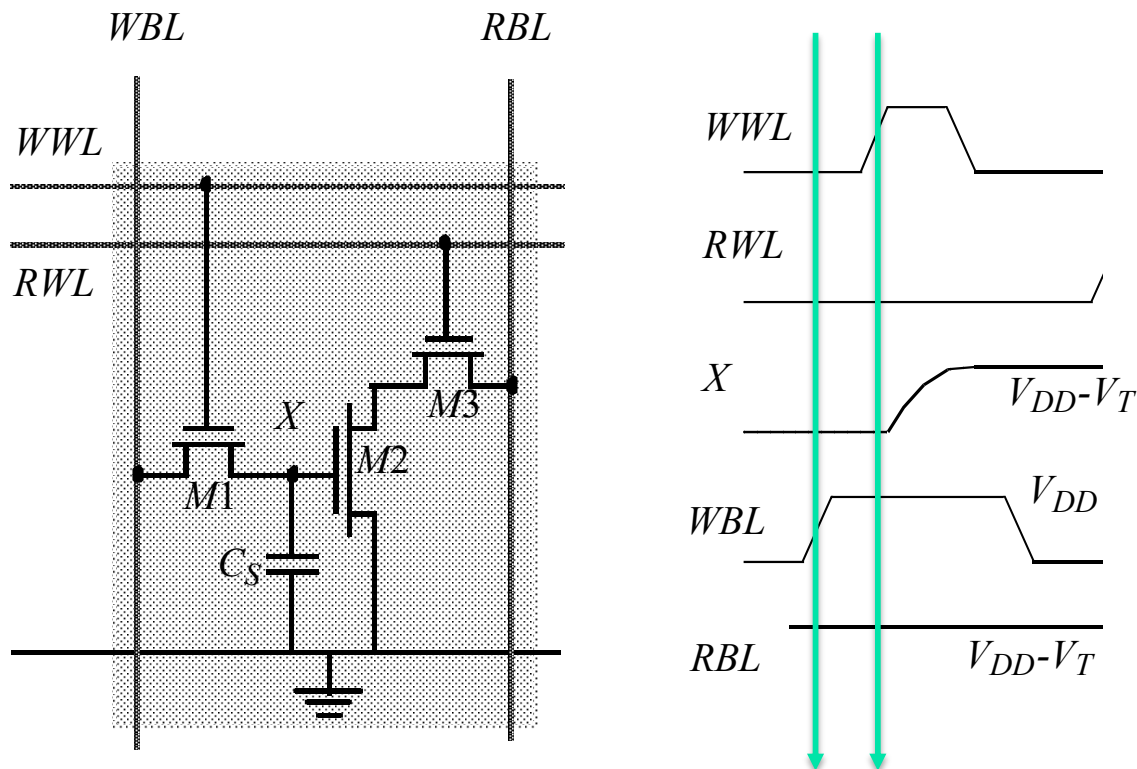 WBL
RBL
WWL
RWL
M3
X
M2
M1
C_S
WWL
RWL
X
V_DD-V_T
V_DD
WBL
RBL
V_DD-V_T